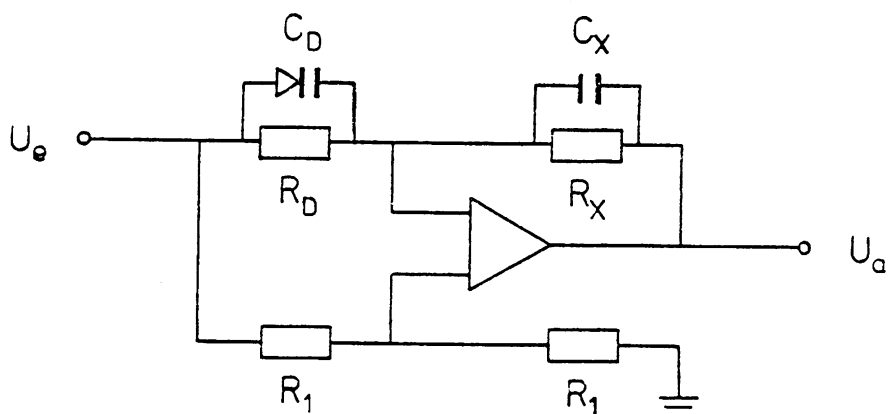 C_D
C_X
U_e
R_D
R_X
U_a
R_1
R_1